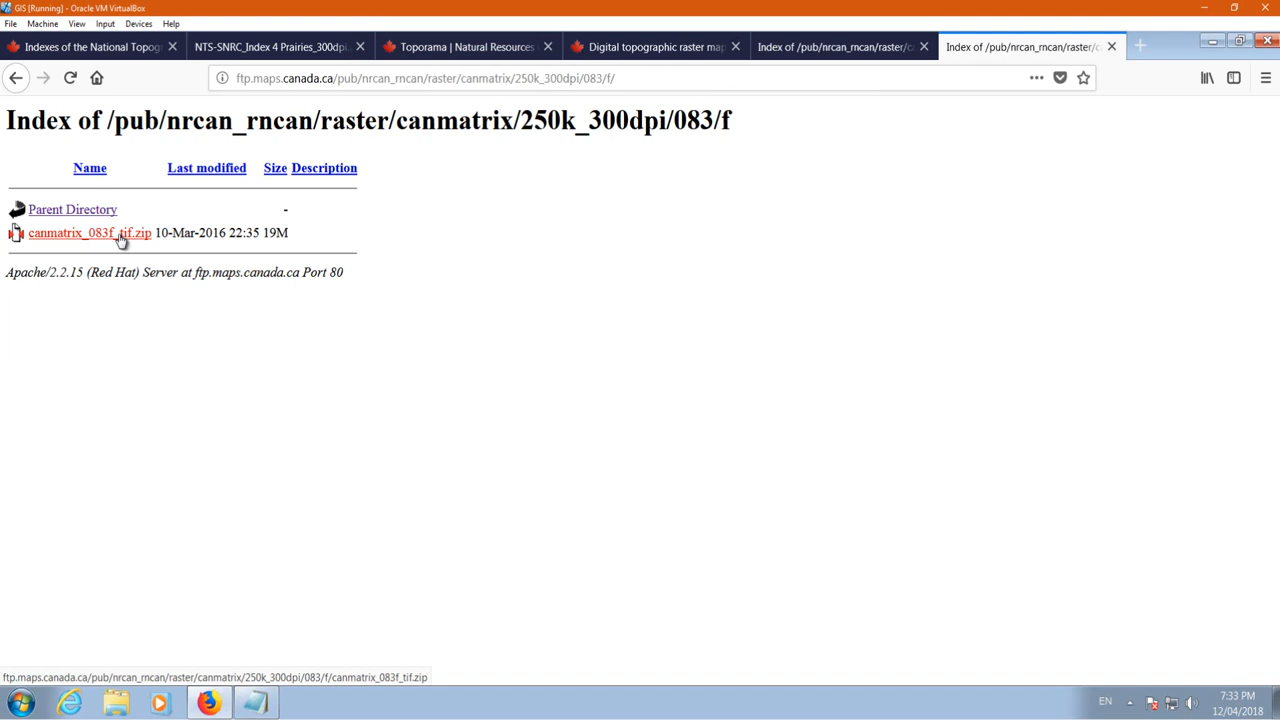 GIS [Running] - Oracle VM VirtualBox
File Machine View Input Devices Help
Indexes of the National Topog
NTS-SNRC_Index 4 Prairies_300dpi.
Toporama | Natural Resources
Digital topographic raster map
Index of /pub/nrcan_rncan/raster/c
Index of /pub/nrcan_rncan/raster/c
ftp.maps.canada.ca/pub/nrcan_rncan/raster/canmatrix/250k_300dpi/083/f/
Index of /pub/nrcan_rncan/raster/canmatrix/250k_300dpi/083/f
Name Last modified Size Description
Parent Directory -
canmatrix_083f_tif.zip 10-Mar-2016 22:35 19M
Apache/2.2.15 (Red Hat) Server at ftp.maps.canada.ca Port 80
ftp.maps.canada.ca/pub/nrcan_rncan/raster/canmatrix/250k_300dpi/083/f/canmatrix_083f_tif.zip
EN
7:33 PM
12/04/2018